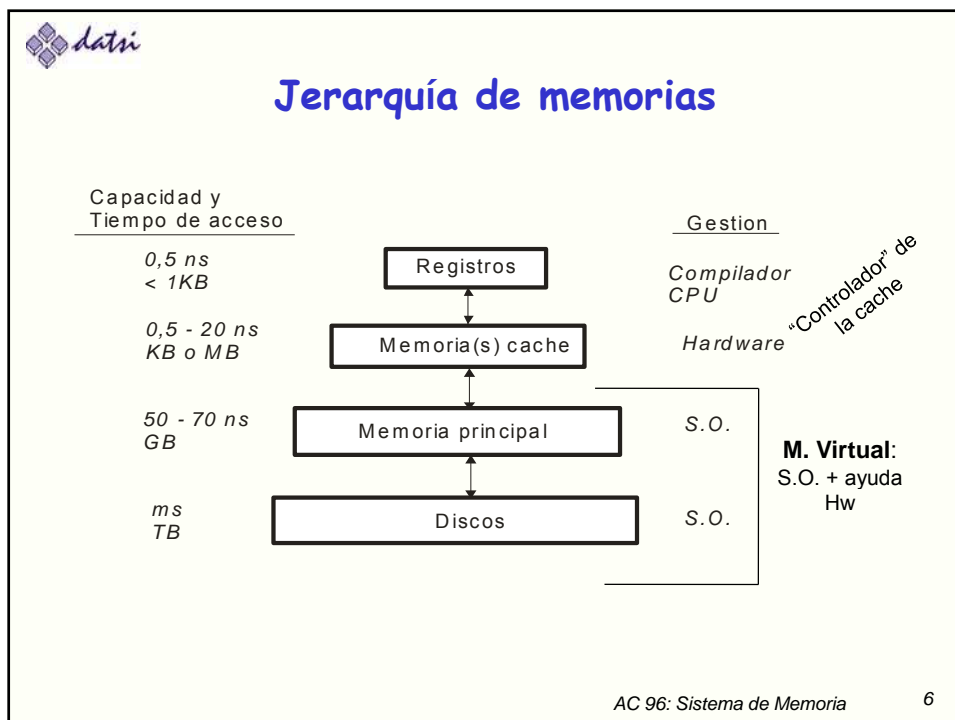 datsi
Jerarquía de memorias
Capacidad y
Tiempo de acceso
Gestion
0,5 ns
< 1KB
Registros
Compilador
CPU
"Controlador" de
la cache
0,5 - 20 ns
KB o MB
Memoria(s) cache
Hardware
50 - 70 ns
GB
Memoria principal
S.O.
M. Virtual:
S.O. + ayuda
Hw
ms
TB
Discos
S.O.
AC 96: Sistema de Memoria
6